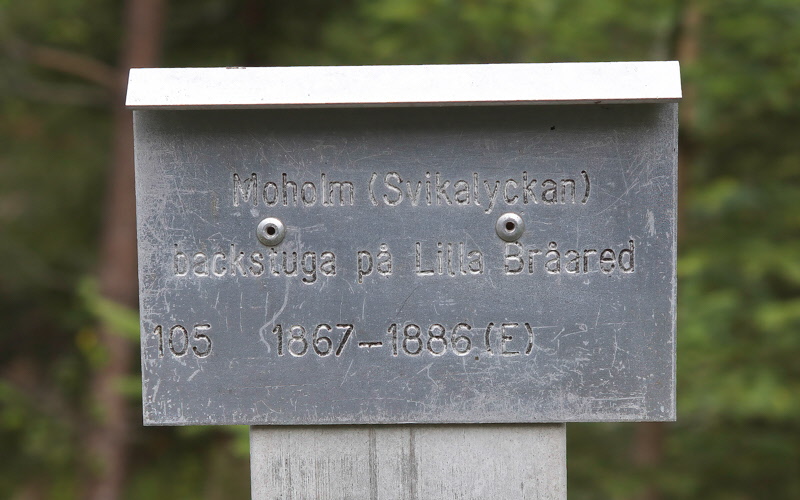 Moholm (Svikalyckan)
backstuga på Lilla Bråared
105 1867-1886 (E)